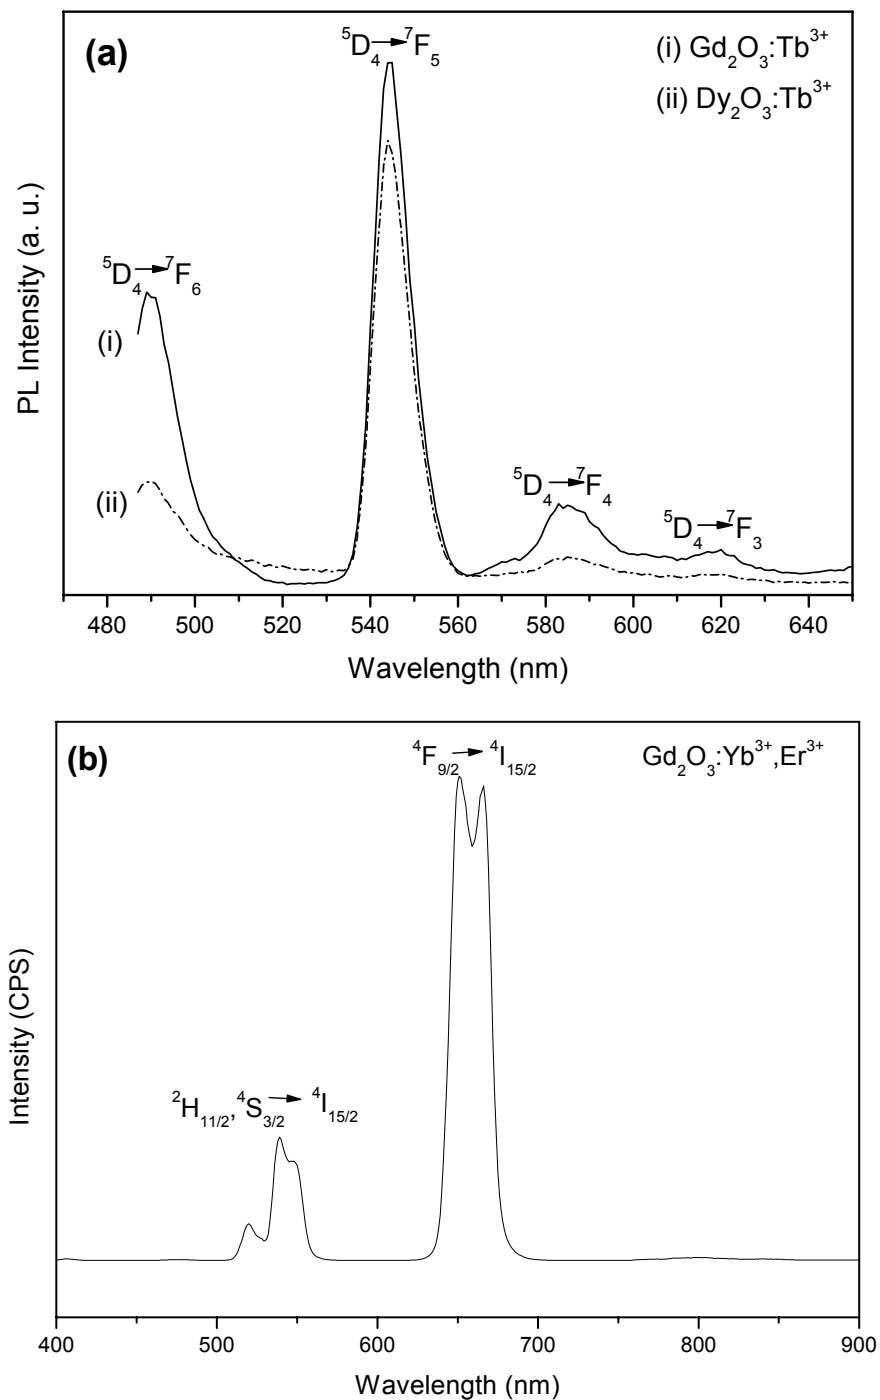 (a)
⁵D₄→⁷F₅
(i) Gd₂O₃:Tb³⁺
(ii) Dy₂O₃:Tb³⁺
⁵D₄→⁷F₆
(i)
(ii)
⁵D₄→⁷F₄
⁵D₄→⁷F₃
PL Intensity (a. u.)
480 500 520 540 560 580 600 620 640
Wavelength (nm)
(b)
⁴F₉/₂→⁴I₁₅/₂
Gd₂O₃:Yb³⁺,Er³⁺
²H₁₁/₂, ⁴S₃/₂→⁴I₁₅/₂
Intensity (CPS)
400 500 600 700 800 900
Wavelength (nm)